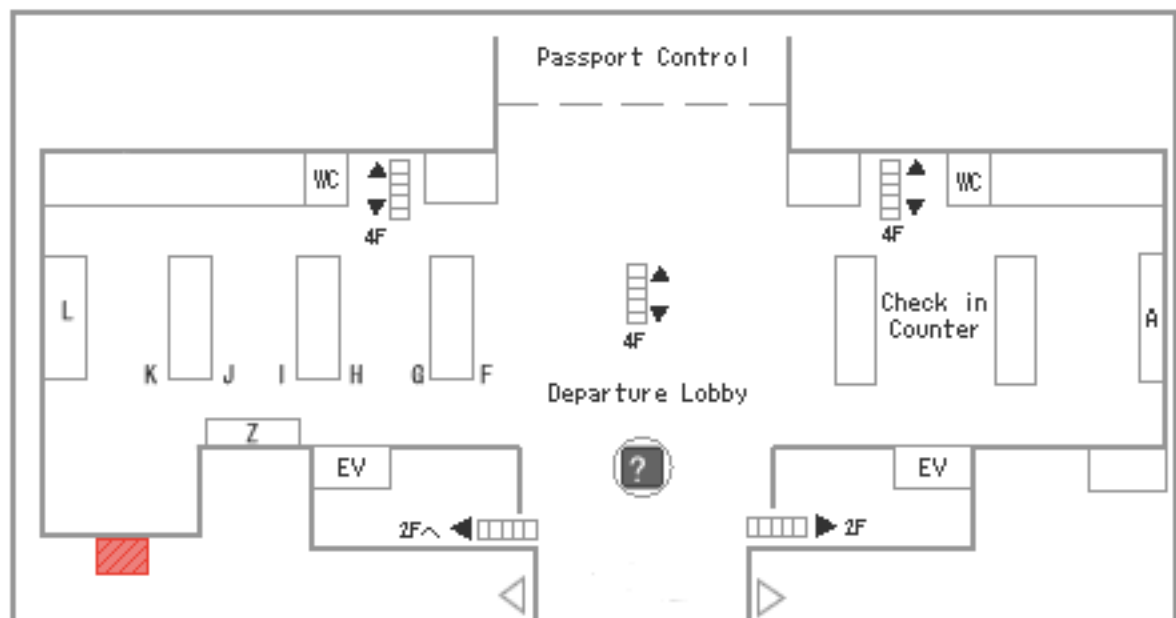 Passport Control
WC
WC
4F
4F
L
Check in
Counter
A
4F
K
J
I
H
G
F
Departure Lobby
Z
EV
?
EV
2Fへ
2F